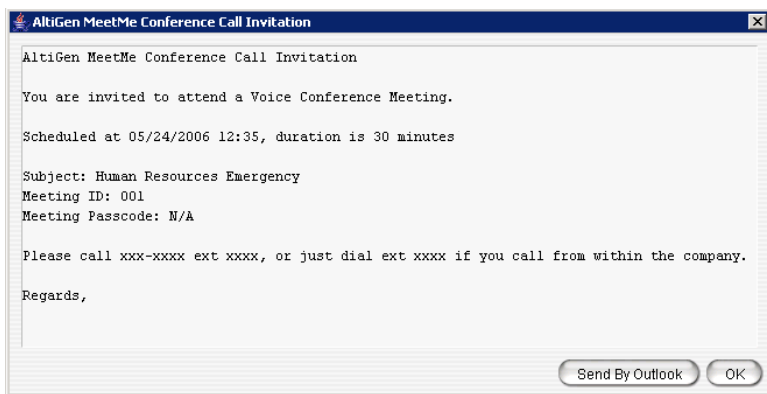 AltiGen MeetMe Conference Call Invitation
AltiGen MeetMe Conference Call Invitation
You are invited to attend a Voice Conference Meeting.
Scheduled at 05/24/2006 12:35, duration is 30 minutes
Subject: Human Resources Emergency
Meeting ID: 001
Meeting Passcode: N/A
Please call xxx-xxxx ext xxxx, or just dial ext xxxx if you call from within the company.
Regards,
Send By Outlook
OK